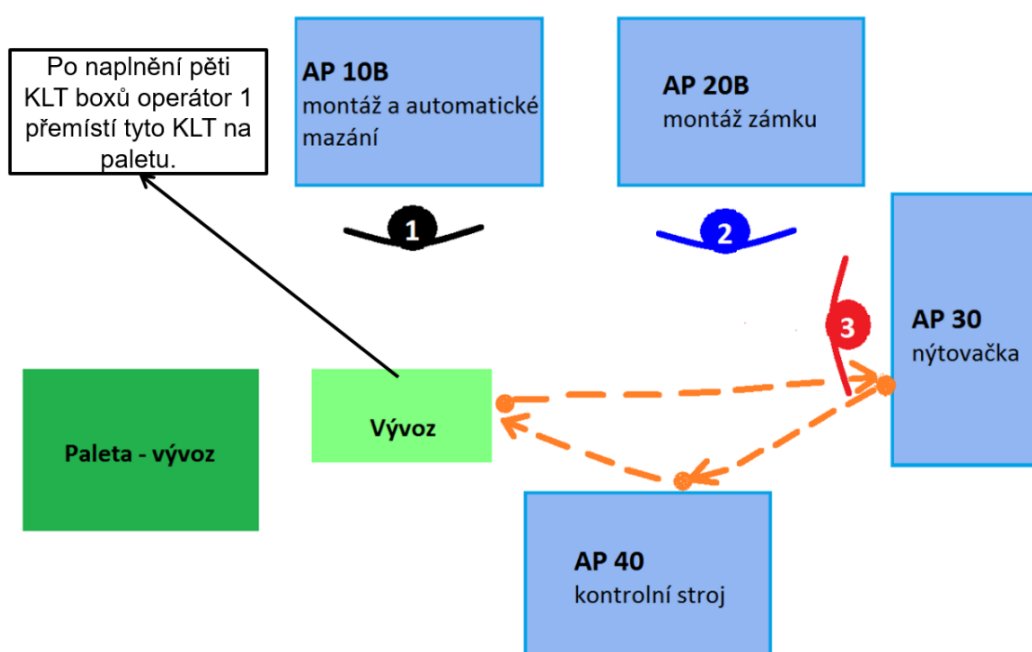 Po naplnění pěti
KLT boxů operátor 1
přemístí tyto KLT na
paletu.
AP 10B
montáž a automatické
mazání
AP 20B
montáž zámku
1
2
3
AP 30
nýtovačka
Paleta - vývoz
Vývoz
AP 40
kontrolní stroj